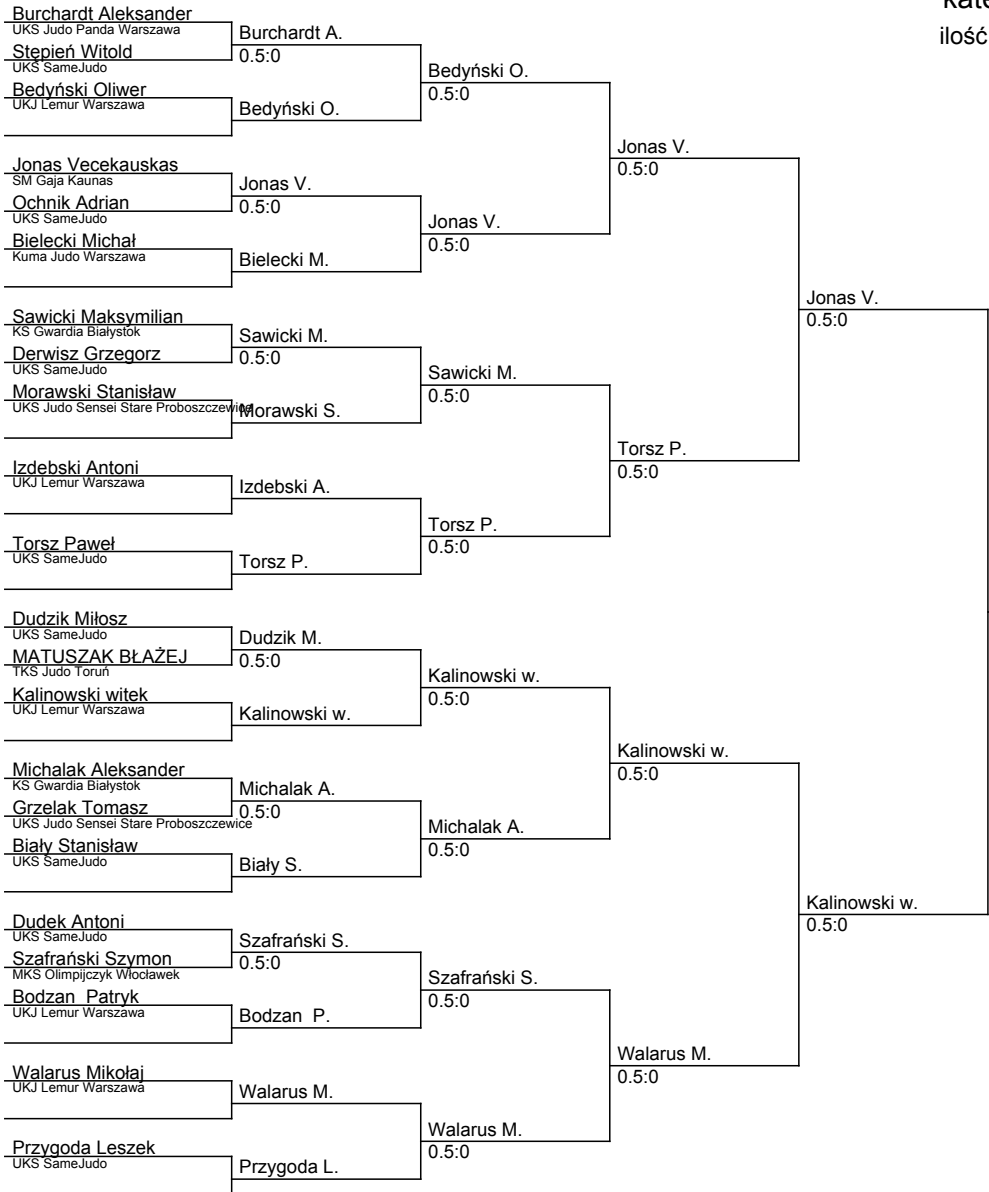 kate
ilość
Burchardt Aleksander
UKS Judo Panda Warszawa
Stępień Witold
UKS SameJudo
Bedyński Oliwer
UKJ Lemur Warszawa
Jonas Vecekauskas
SM Gaja Kaunas
Ochnik Adrian
UKS SameJudo
Bielecki Michał
Kuma Judo Warszawa
Sawicki Maksymilian
KS Gwardia Białystok
Derwisz Grzegorz
UKS SameJudo
Morawski Stanisław
UKS Judo Sensei Stare Proboszczewice
Izdebski Antoni
UKJ Lemur Warszawa
Torsz Paweł
UKS SameJudo
Dudzik Miłosz
UKS SameJudo
MATUSZAK BŁAŻEJ
TKS Judo Toruń
Kalinowski witek
UKJ Lemur Warszawa
Michalak Aleksander
KS Gwardia Białystok
Grzelak Tomasz
UKS Judo Sensei Stare Proboszczewice
Biały Stanisław
UKS SameJudo
Dudek Antoni
UKS SameJudo
Szafrański Szymon
MKS Olimpijczyk Włocławek
Bodzan Patryk
UKJ Lemur Warszawa
Walarus Mikołaj
UKJ Lemur Warszawa
Przygoda Leszek
UKS SameJudo
Burchardt A.
0.5:0
Bedyński O.
Jonas V.
0.5:0
Bielecki M.
Sawicki M.
0.5:0
Morawski S.
Izdebski A.
Torsz P.
Dudzik M.
0.5:0
Kalinowski w.
Michalak A.
0.5:0
Biały S.
Szafrański S.
0.5:0
Bodzan P.
Walarus M.
Przygoda L.
Bedyński O.
0.5:0
Jonas V.
0.5:0
Sawicki M.
0.5:0
Torsz P.
0.5:0
Kalinowski w.
0.5:0
Michalak A.
0.5:0
Szafrański S.
0.5:0
Walarus M.
0.5:0
Jonas V.
0.5:0
Torsz P.
0.5:0
Kalinowski w.
0.5:0
Walarus M.
0.5:0
Jonas V.
0.5:0
Kalinowski w.
0.5:0